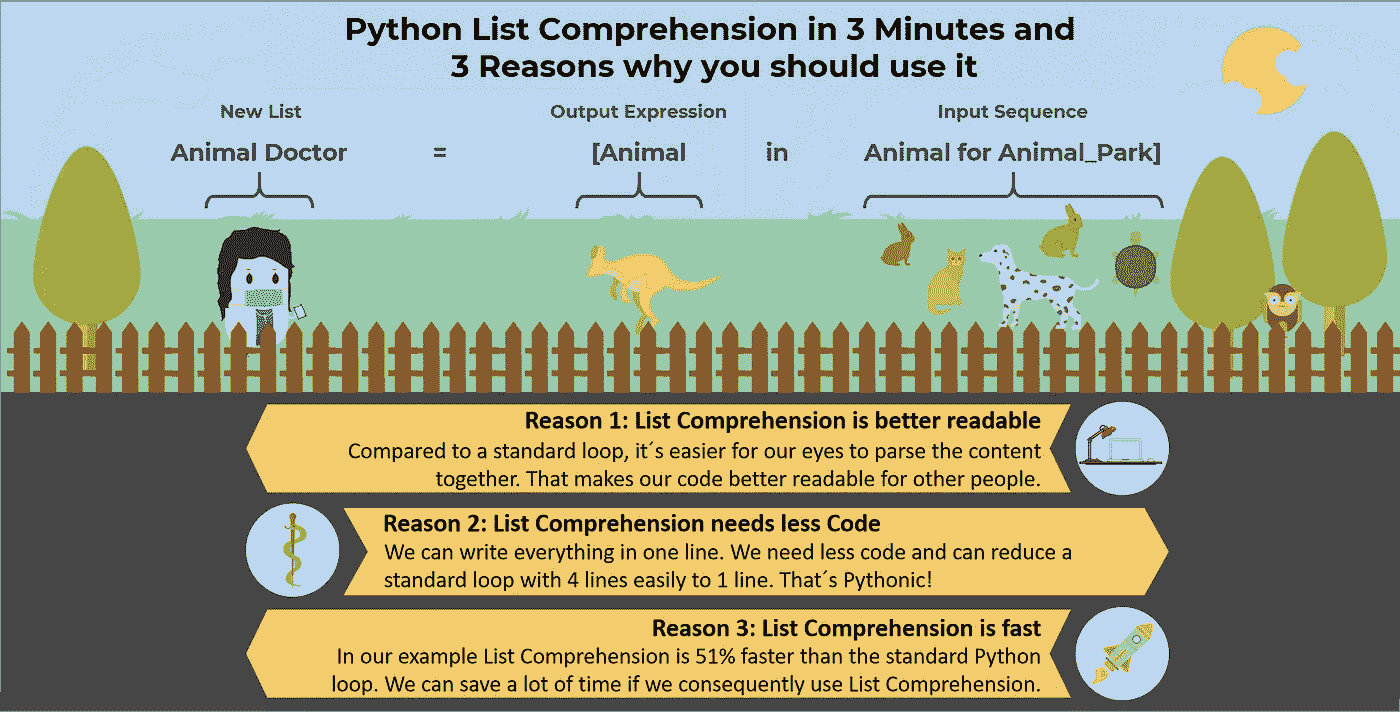 Python List Comprehension in 3 Minutes and
3 Reasons why you should use it
New List Output Expression Input Sequence
Animal Doctor = [Animal in Animal for Animal_Park]
Reason 1: List Comprehension is better readable
Compared to a standard loop, it´s easier for our eyes to parse the content
together. That makes our code better readable for other people.
Reason 2: List Comprehension needs less Code
We can write everything in one line. We need less code and can reduce a
standard loop with 4 lines easily to 1 line. That´s Pythonic!
Reason 3: List Comprehension is fast
In our example List Comprehension is 51% faster than the standard Python
loop. We can save a lot of time if we consequently use List Comprehension.